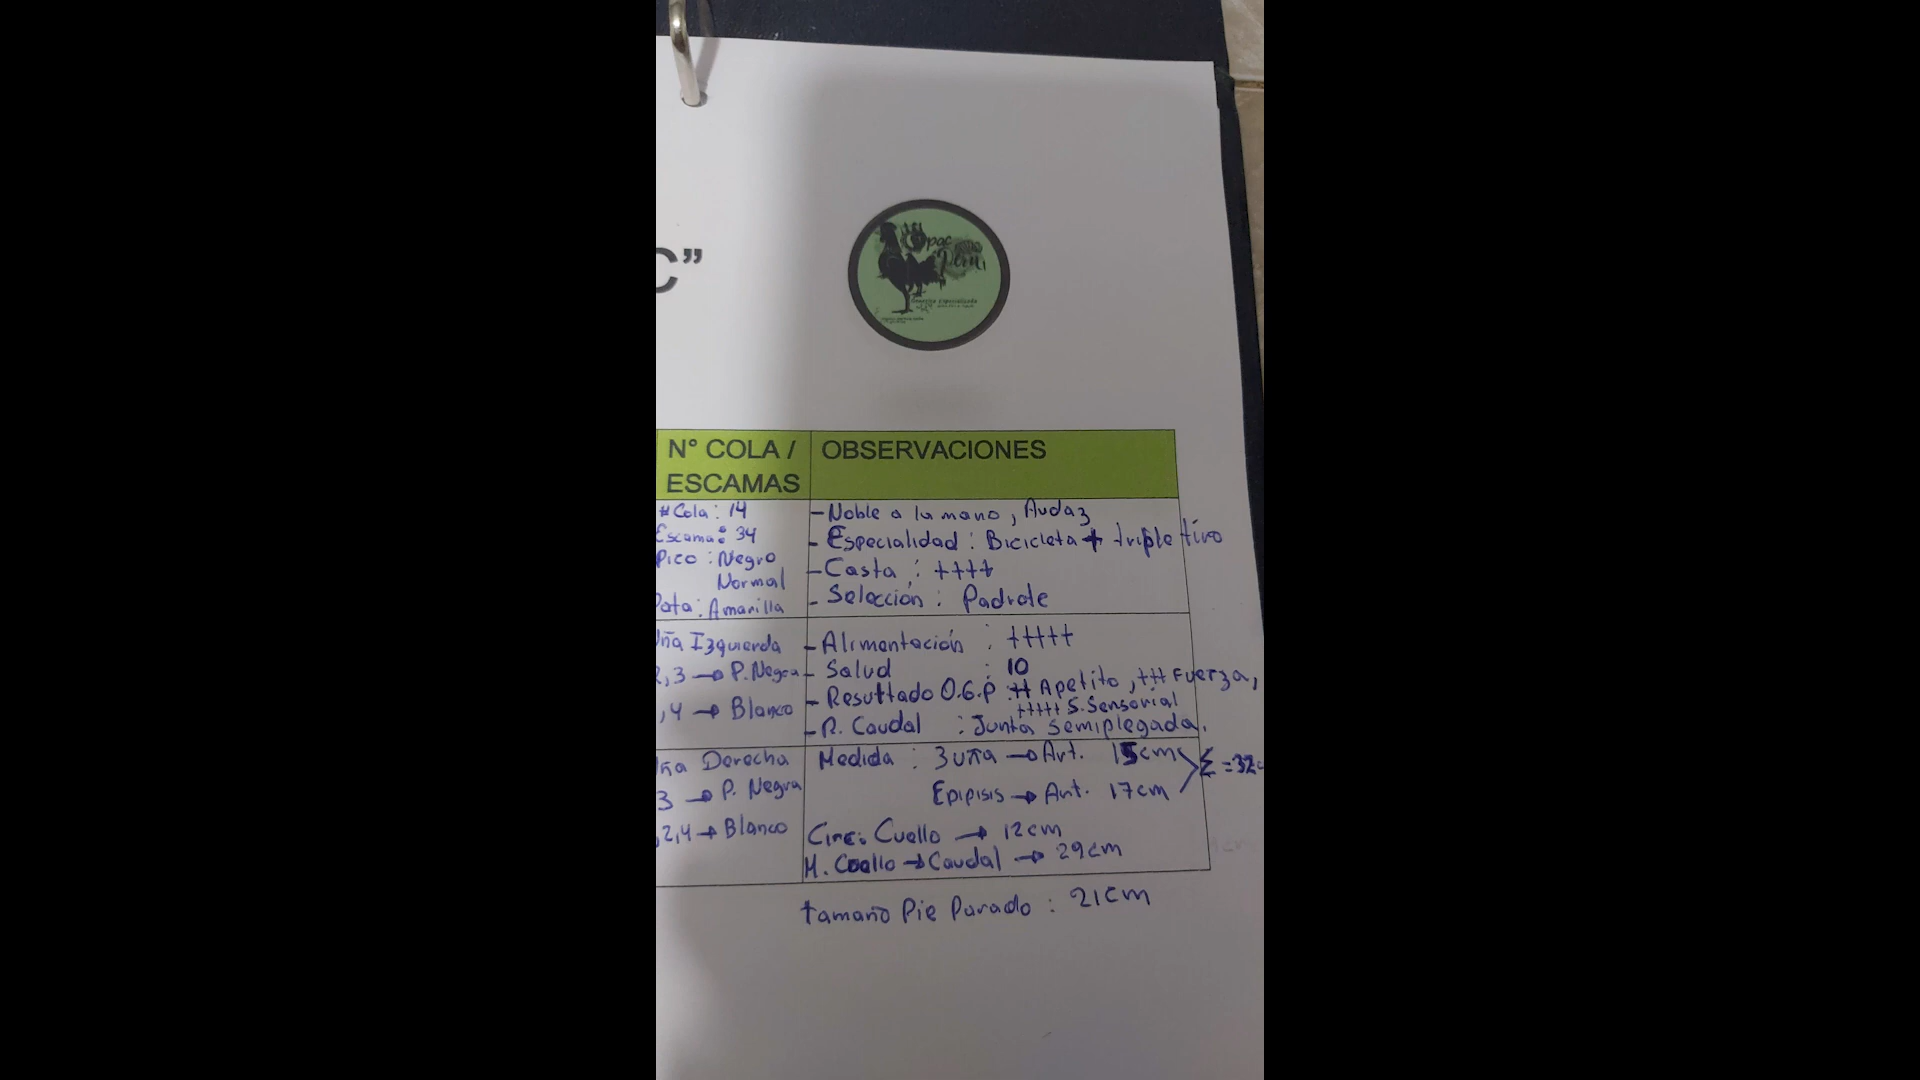 C”
N° COLA /
ESCAMAS
OBSERVACIONES
#Cola: 14
Escama: 34
Pico: Negro
Normal
Pata: Amarilla
- Noble a la mano, Audaz
- Especialidad: Bicicleta + triple tiro
- Casta: ++++
- Selección: Padrote
Uña Izquierda
2,3 → P. Negra
,4 → Blanco
- Alimentación: +++++
- Salud: 10
- Resultado O.G.P: ++ Apetito, +++ Fuerza,
+++++ S. Sensorial
- R. Caudal: Junta Semiplegada.
Uña Derecha
3 → P. Negra
,2,4 → Blanco
Medida: 3 uña → Art. 15cm
Epipisis → Ant. 17cm
Σ = 32c
Circ. Cuello → 12cm
M. Cuello → Caudal → 29cm
tamaño Pie Parado: 21cm